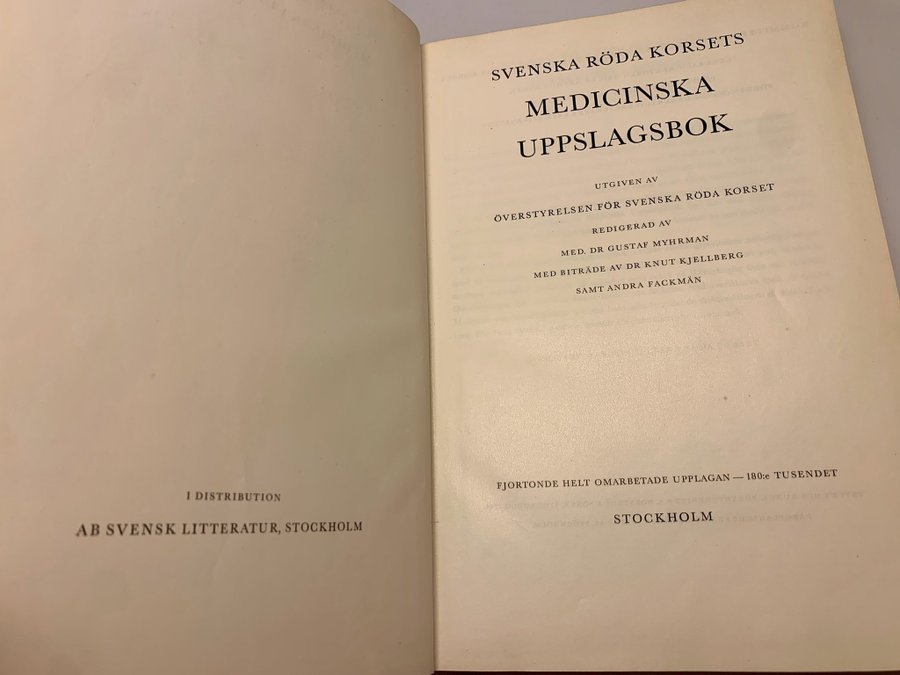 I DISTRIBUTION
AB SVENSK LITTERATUR, STOCKHOLM
SVENSKA RÖDA KORSETS
MEDICINSKA
UPPSLAGSBOK
UTGIVEN AV
ÖVERSTYRELSEN FÖR SVENSKA RÖDA KORSET
REDIGERAD AV
MED. DR GUSTAF MYHRMAN
MED BITRÄDE AV DR KNUT KJELLBERG
SAMT ANDRA FACKMÄN
FJORTONDE HELT OMARBETADE UPPLAGAN — 180:e TUSENDET
STOCKHOLM